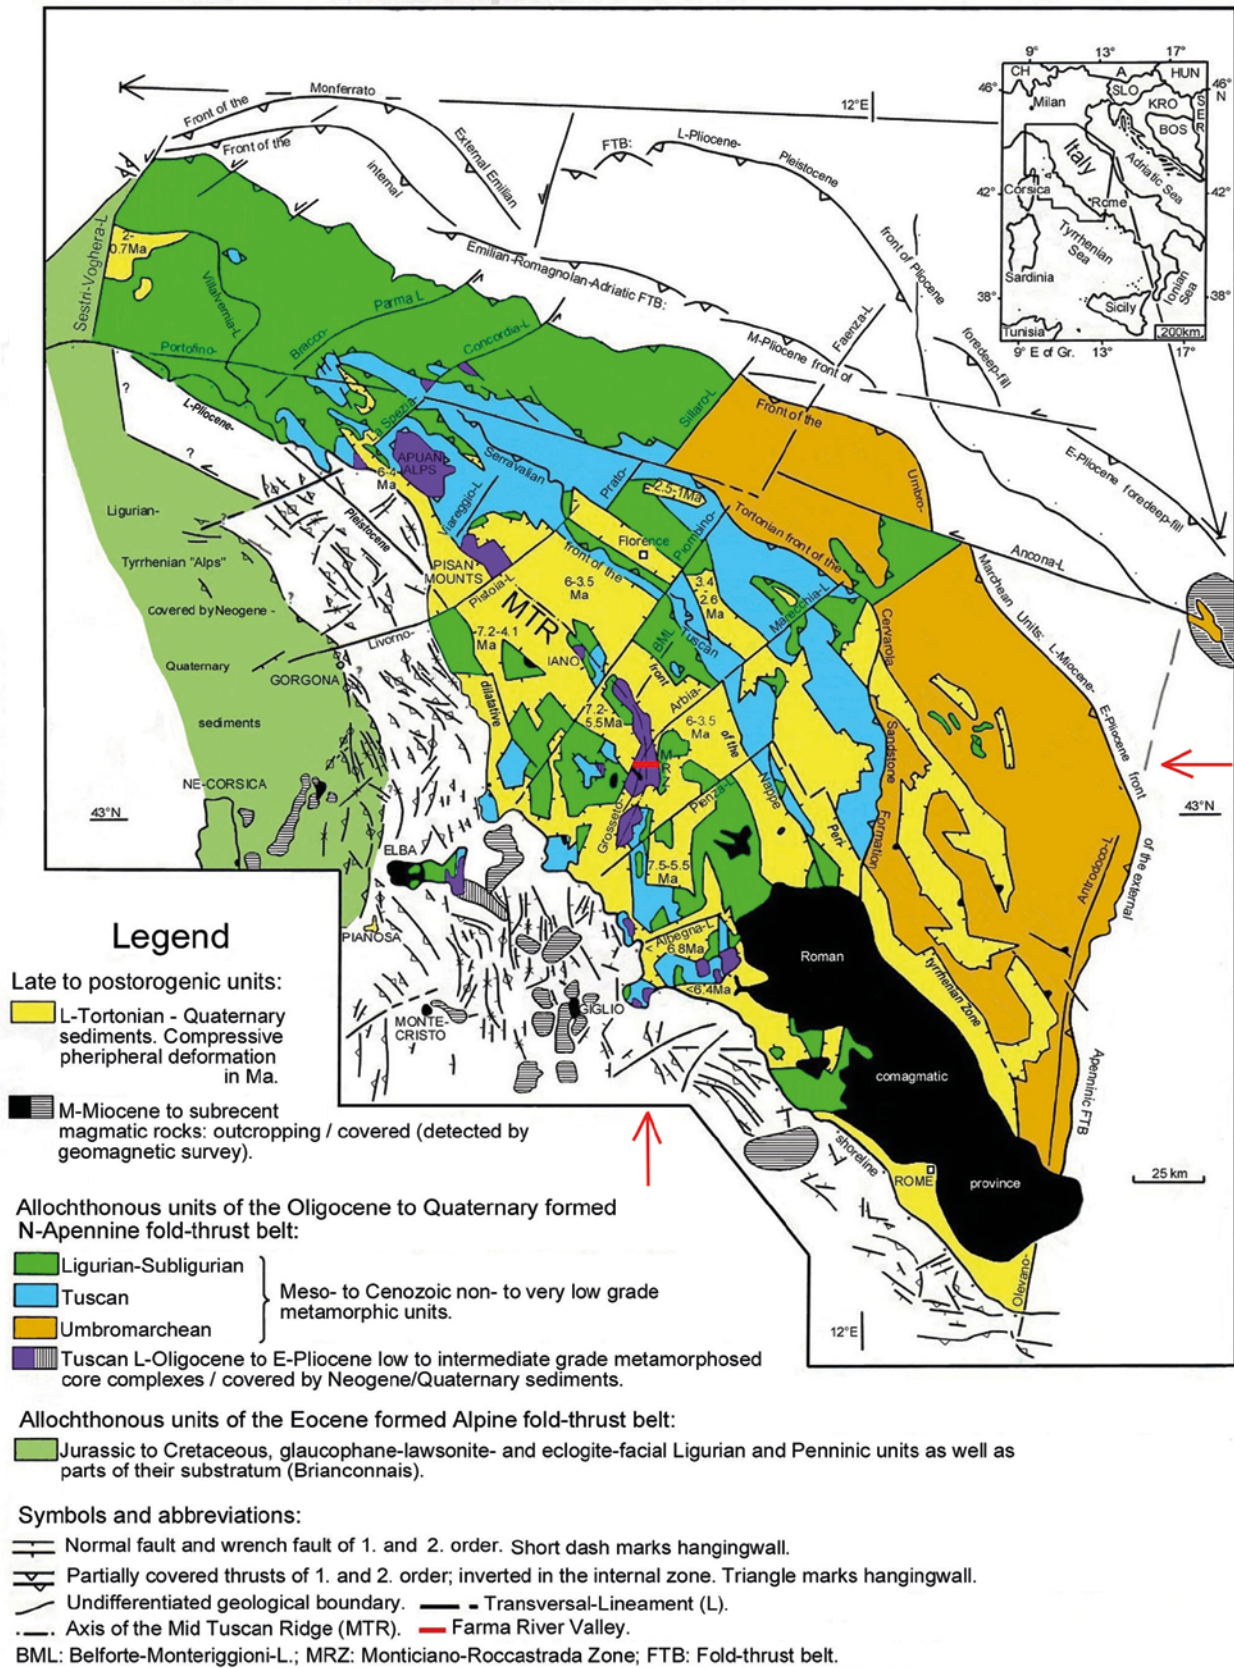 9° 13° 17°
CH A HUN
46° 46°
N
SLO
Milan KRO
S
E
R
BOS
Italy
Adriatic Sea
42° Corsica 42°
Rome
Tyrrhenian
Sea
Sardinia
Ionian
Sea
38° 38°
Sicily
Tunisia 200km
9° E of Gr. 13° 17°
Front of the Monferrato
Front of the internal
External Emilian
12°E
FTB: L-Pliocene- Pleistocene
front of Pliocene
foredeep-fill
Emilian-Romagnolan-Adriatic FTB:
M-Pliocene front of
Faenza-L
E-Pliocene foredeep-fill
Sestri-Voghera-L
2-
0.7Ma
Villalvernia-L
Parma L
Bracco-
Concordia-L
Portofino-
?
L-Pliocene-
?
La Spezia-
Sillaro-L
Front of the
Umbro-
APUAN
ALPS
6-4
Ma
Serravalian
Prato-
2.5-1Ma
Viareggio-L
Ligurian-
Pleistocene
Tortonian front of the
Piombino-
Florence
Ancona-L
Tyrrhenian "Alps"
PISAN
MOUNTS
front of the
6-3.5
Ma
3.4
-
2.6
Ma
Marchean Units: L-Miocene-
E-Pliocene front
of the external
Pistoia-L
covered by Neogene -
?
MTR
Marecchia-L
Cervarola
Livorno-
7.2-4.1
Ma
BML
Tuscan
Quaternary
IANO
GORGONA
?
dilatative
front
Arbia-
sediments
7.2-
5.5Ma
6-3.5
Ma
of the
Sandstone
NE-CORSICA
?
M
R
Z
43°N
Grosseto-
Pienza-L
Nappe
43°N
Formation
Peri-
ELBA
7.5-5.5
Ma
Antrodoco-L
PIANOSA
< Albegna-L
6.8Ma
Roman
<6.4Ma
tyrrhenian Zone
MONTE-
CRISTO
GIGLIO
comagmatic
Apenninic FTB
shoreline
ROME
province
25 km
Olevano-
12°E
Legend
Late to postorogenic units:
L-Tortonian - Quaternary
sediments. Compressive
pheripheral deformation
in Ma.
M-Miocene to subrecent
magmatic rocks: outcropping / covered (detected by
geomagnetic survey).
Allochthonous units of the Oligocene to Quaternary formed
N-Apennine fold-thrust belt:
Ligurian-Subligurian
Tuscan
Umbromarchean
Meso- to Cenozoic non- to very low grade
metamorphic units.
Tuscan L-Oligocene to E-Pliocene low to intermediate grade metamorphosed
core complexes / covered by Neogene/Quaternary sediments.
Allochthonous units of the Eocene formed Alpine fold-thrust belt:
Jurassic to Cretaceous, glaucophane-lawsonite- and eclogite-facial Ligurian and Penninic units as well as
parts of their substratum (Brianconnais).
Symbols and abbreviations:
Normal fault and wrench fault of 1. and 2. order. Short dash marks hangingwall.
Partially covered thrusts of 1. and 2. order; inverted in the internal zone. Triangle marks hangingwall.
Undifferentiated geological boundary. Transversal-Lineament (L).
Axis of the Mid Tuscan Ridge (MTR). Farma River Valley.
BML: Belforte-Monteriggioni-L.; MRZ: Monticiano-Roccastrada Zone; FTB: Fold-thrust belt.